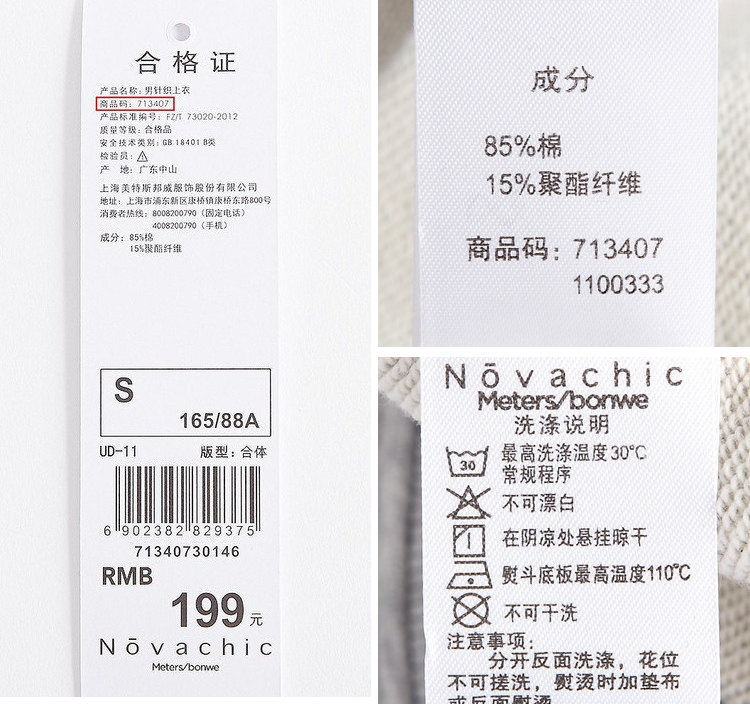 合格证
产品名称：男针织上衣
商品码：713407
产品标准编号：FZ/T 73020-2012
质量等级：合格品
安全技术类别：GB 18401 B类
检验员：
产 地：广东中山
上海美特斯邦威服饰股份有限公司
地址：上海市浦东新区康桥镇康桥东路800号
消费者热线：8008200790（固定电话）
4008200790（手机）
成分：85%棉
15%聚酯纤维
S
165/88A
UD-11 版型：合体
6 902382 829375
71340730146
RMB
199元
Nōvachic
Meters/bonwe
成分
85%棉
15%聚酯纤维
商品码：713407
1100333
Nōvachic
Meters/bonwe
洗涤说明
30 最高洗涤温度30℃
常规程序
不可漂白
在阴凉处悬挂晾干
熨斗底板最高温度110℃
不可干洗
注意事项：
分开反面洗涤，花位
不可搓洗，熨烫时加垫布
或反面熨烫